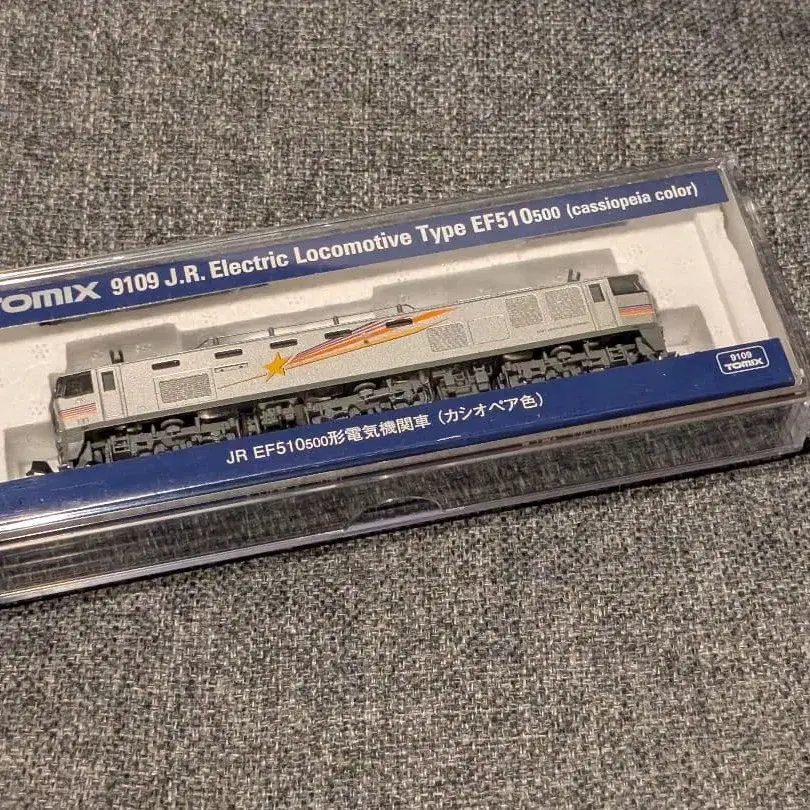 TOMIX 9109 J.R. Electric Locomotive Type EF510500 (cassiopeia color)
9109
TOMIX
JR EF510500形電気機関車 (カシオペア色)